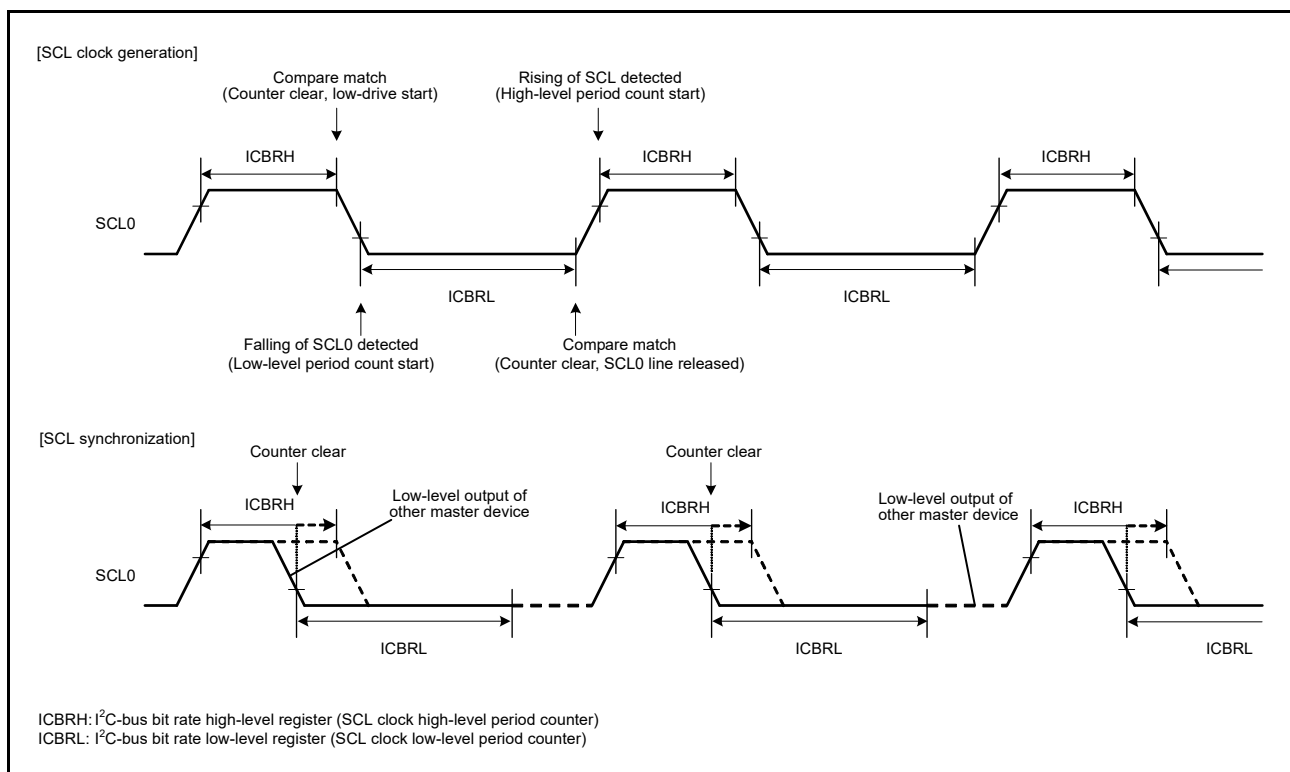 [SCL clock generation]
Compare match
(Counter clear, low-drive start)
Rising of SCL detected
(High-level period count start)
ICBRH
ICBRH
ICBRH
SCL0
ICBRL
ICBRL
Falling of SCL0 detected
(Low-level period count start)
Compare match
(Counter clear, SCL0 line released)
[SCL synchronization]
Counter clear
Counter clear
ICBRH
Low-level output of
other master device
ICBRH
Low-level output of
other master device
ICBRH
SCL0
ICBRL
ICBRL
ICBRL
ICBRH: I²C-bus bit rate high-level register (SCL clock high-level period counter)
ICBRL: I²C-bus bit rate low-level register (SCL clock low-level period counter)